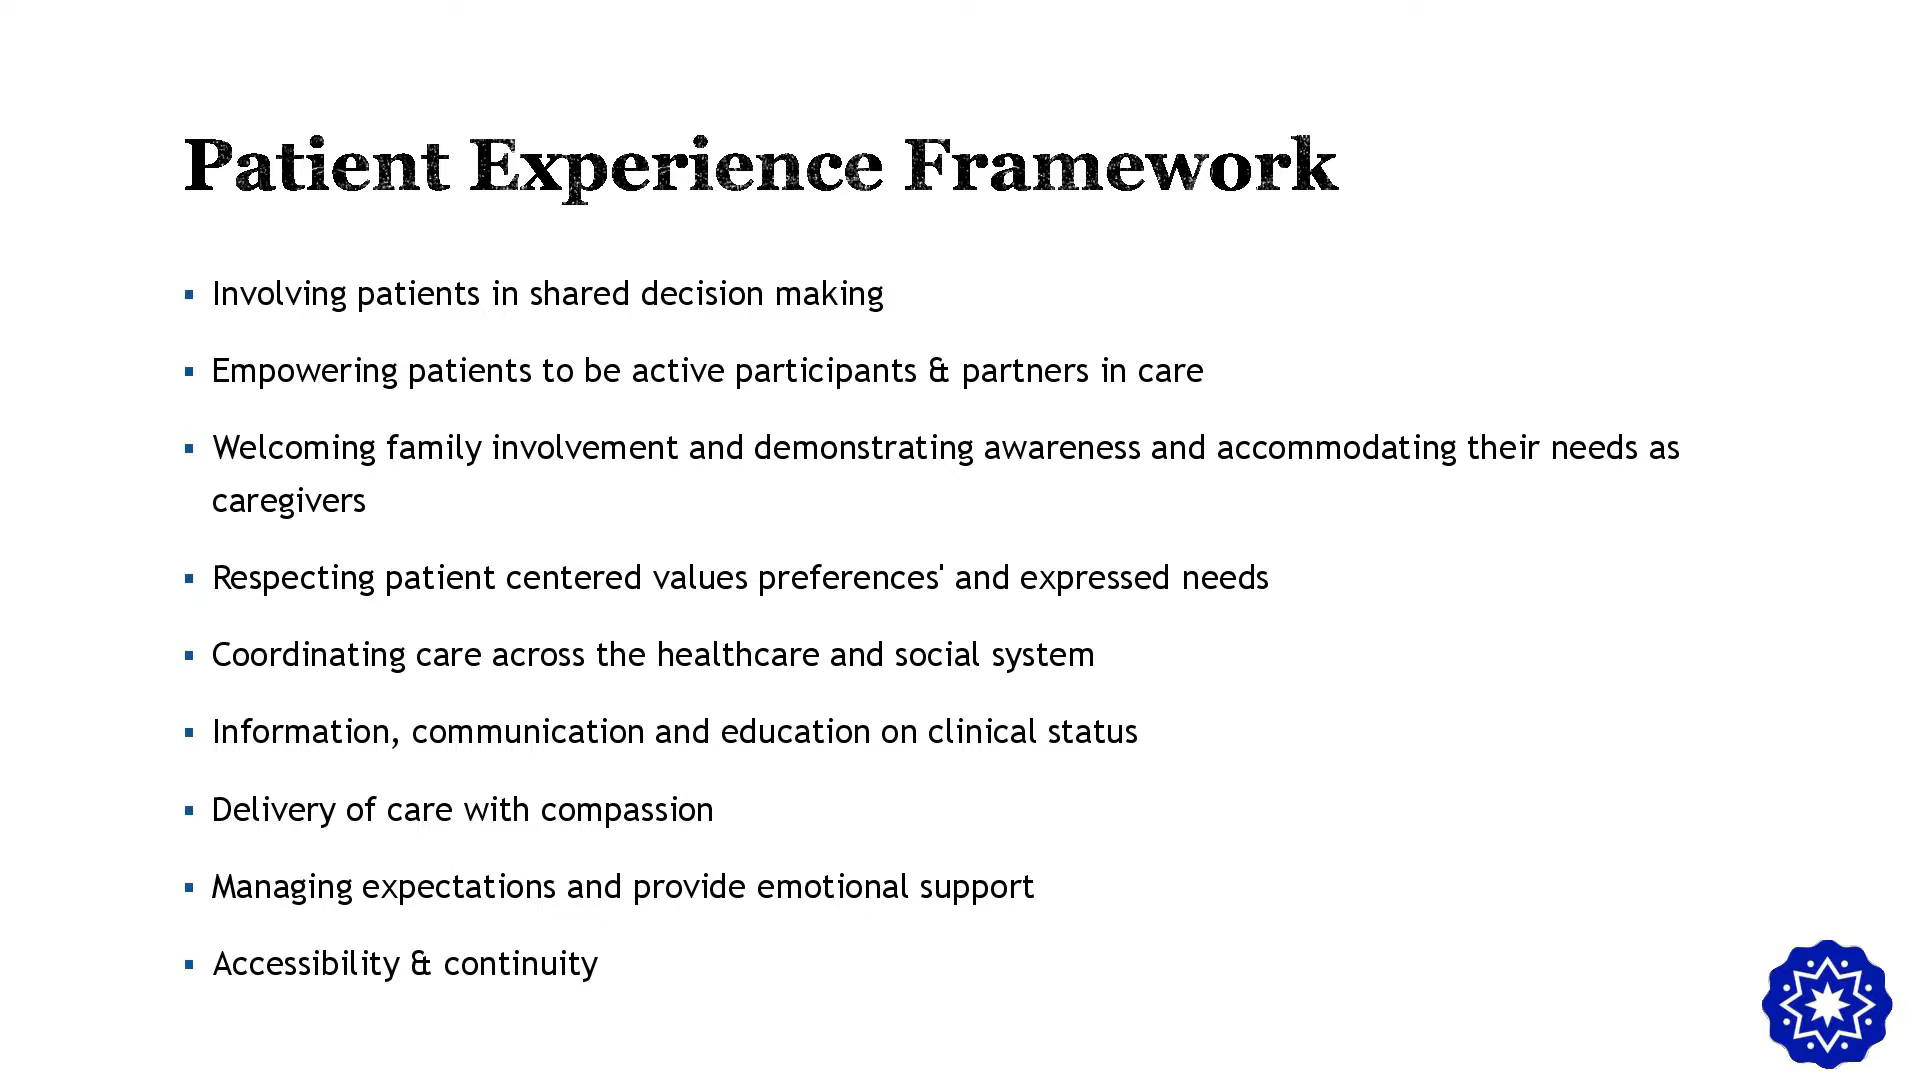 Patient Experience Framework
▪ Involving patients in shared decision making
▪ Empowering patients to be active participants & partners in care
▪ Welcoming family involvement and demonstrating awareness and accommodating their needs as
caregivers
▪ Respecting patient centered values preferences' and expressed needs
▪ Coordinating care across the healthcare and social system
▪ Information, communication and education on clinical status
▪ Delivery of care with compassion
▪ Managing expectations and provide emotional support
▪ Accessibility & continuity